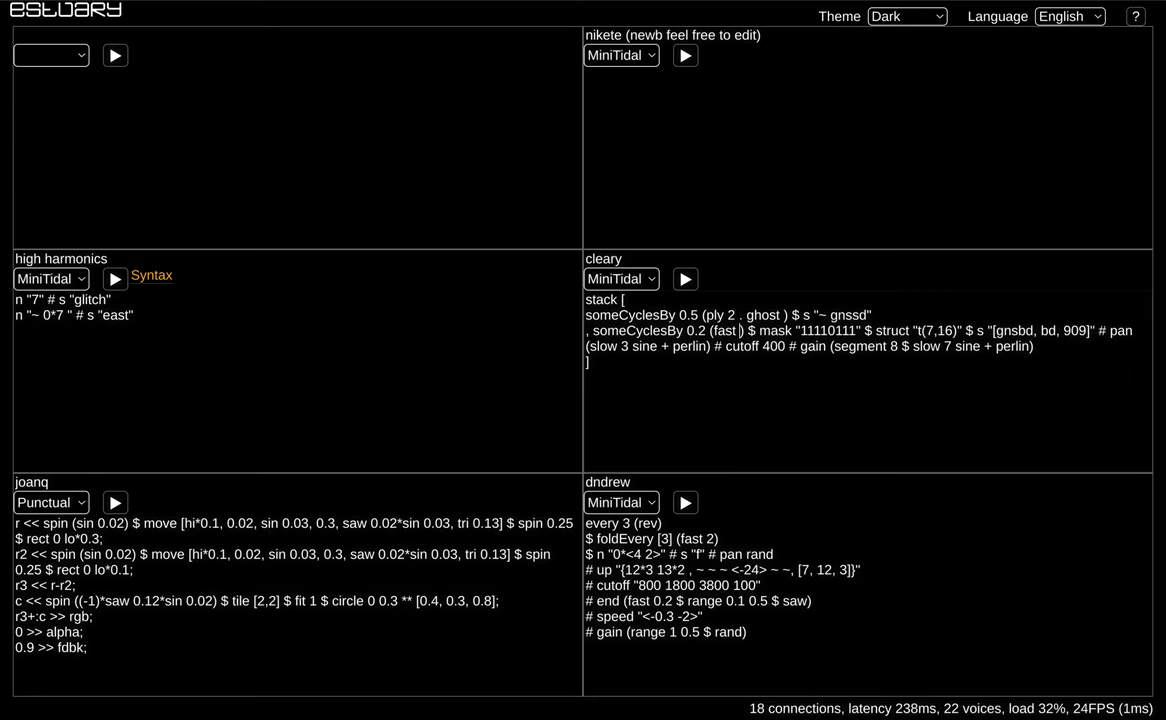 estuary
Theme Dark Language English ?
nikete (newb feel free to edit)
MiniTidal
high harmonics
MiniTidal Syntax
n "7" # s "glitch"
n "~ 0*7 " # s "east"
cleary
MiniTidal
stack [
someCyclesBy 0.5 (ply 2 . ghost ) $ s "~ gnssd"
, someCyclesBy 0.2 (fast ) $ mask "11110111" $ struct "t(7,16)" $ s "[gnsbd, bd, 909]" # pan
(slow 3 sine + perlin) # cutoff 400 # gain (segment 8 $ slow 7 sine + perlin)
]
joanq
Punctual
r << spin (sin 0.02) $ move [hi*0.1, 0.02, sin 0.03, 0.3, saw 0.02*sin 0.03, tri 0.13] $ spin 0.25
$ rect 0 lo*0.3;
r2 << spin (sin 0.02) $ move [hi*0.1, 0.02, sin 0.03, 0.3, saw 0.02*sin 0.03, tri 0.13] $ spin
0.25 $ rect 0 lo*0.1;
r3 << r-r2;
c << spin ((-1)*saw 0.12*sin 0.02) $ tile [2,2] $ fit 1 $ circle 0 0.3 ** [0.4, 0.3, 0.8];
r3+:c >> rgb;
0 >> alpha;
0.9 >> fdbk;
dndrew
MiniTidal
every 3 (rev)
$ foldEvery [3] (fast 2)
$ n "0*<4 2>" # s "f" # pan rand
# up "{12*3 13*2 , ~ ~ ~ <-24> ~ ~, [7, 12, 3]}"
# cutoff "800 1800 3800 100"
# end (fast 0.2 $ range 0.1 0.5 $ saw)
# speed "<-0.3 -2>"
# gain (range 1 0.5 $ rand)
18 connections, latency 238ms, 22 voices, load 32%, 24FPS (1ms)